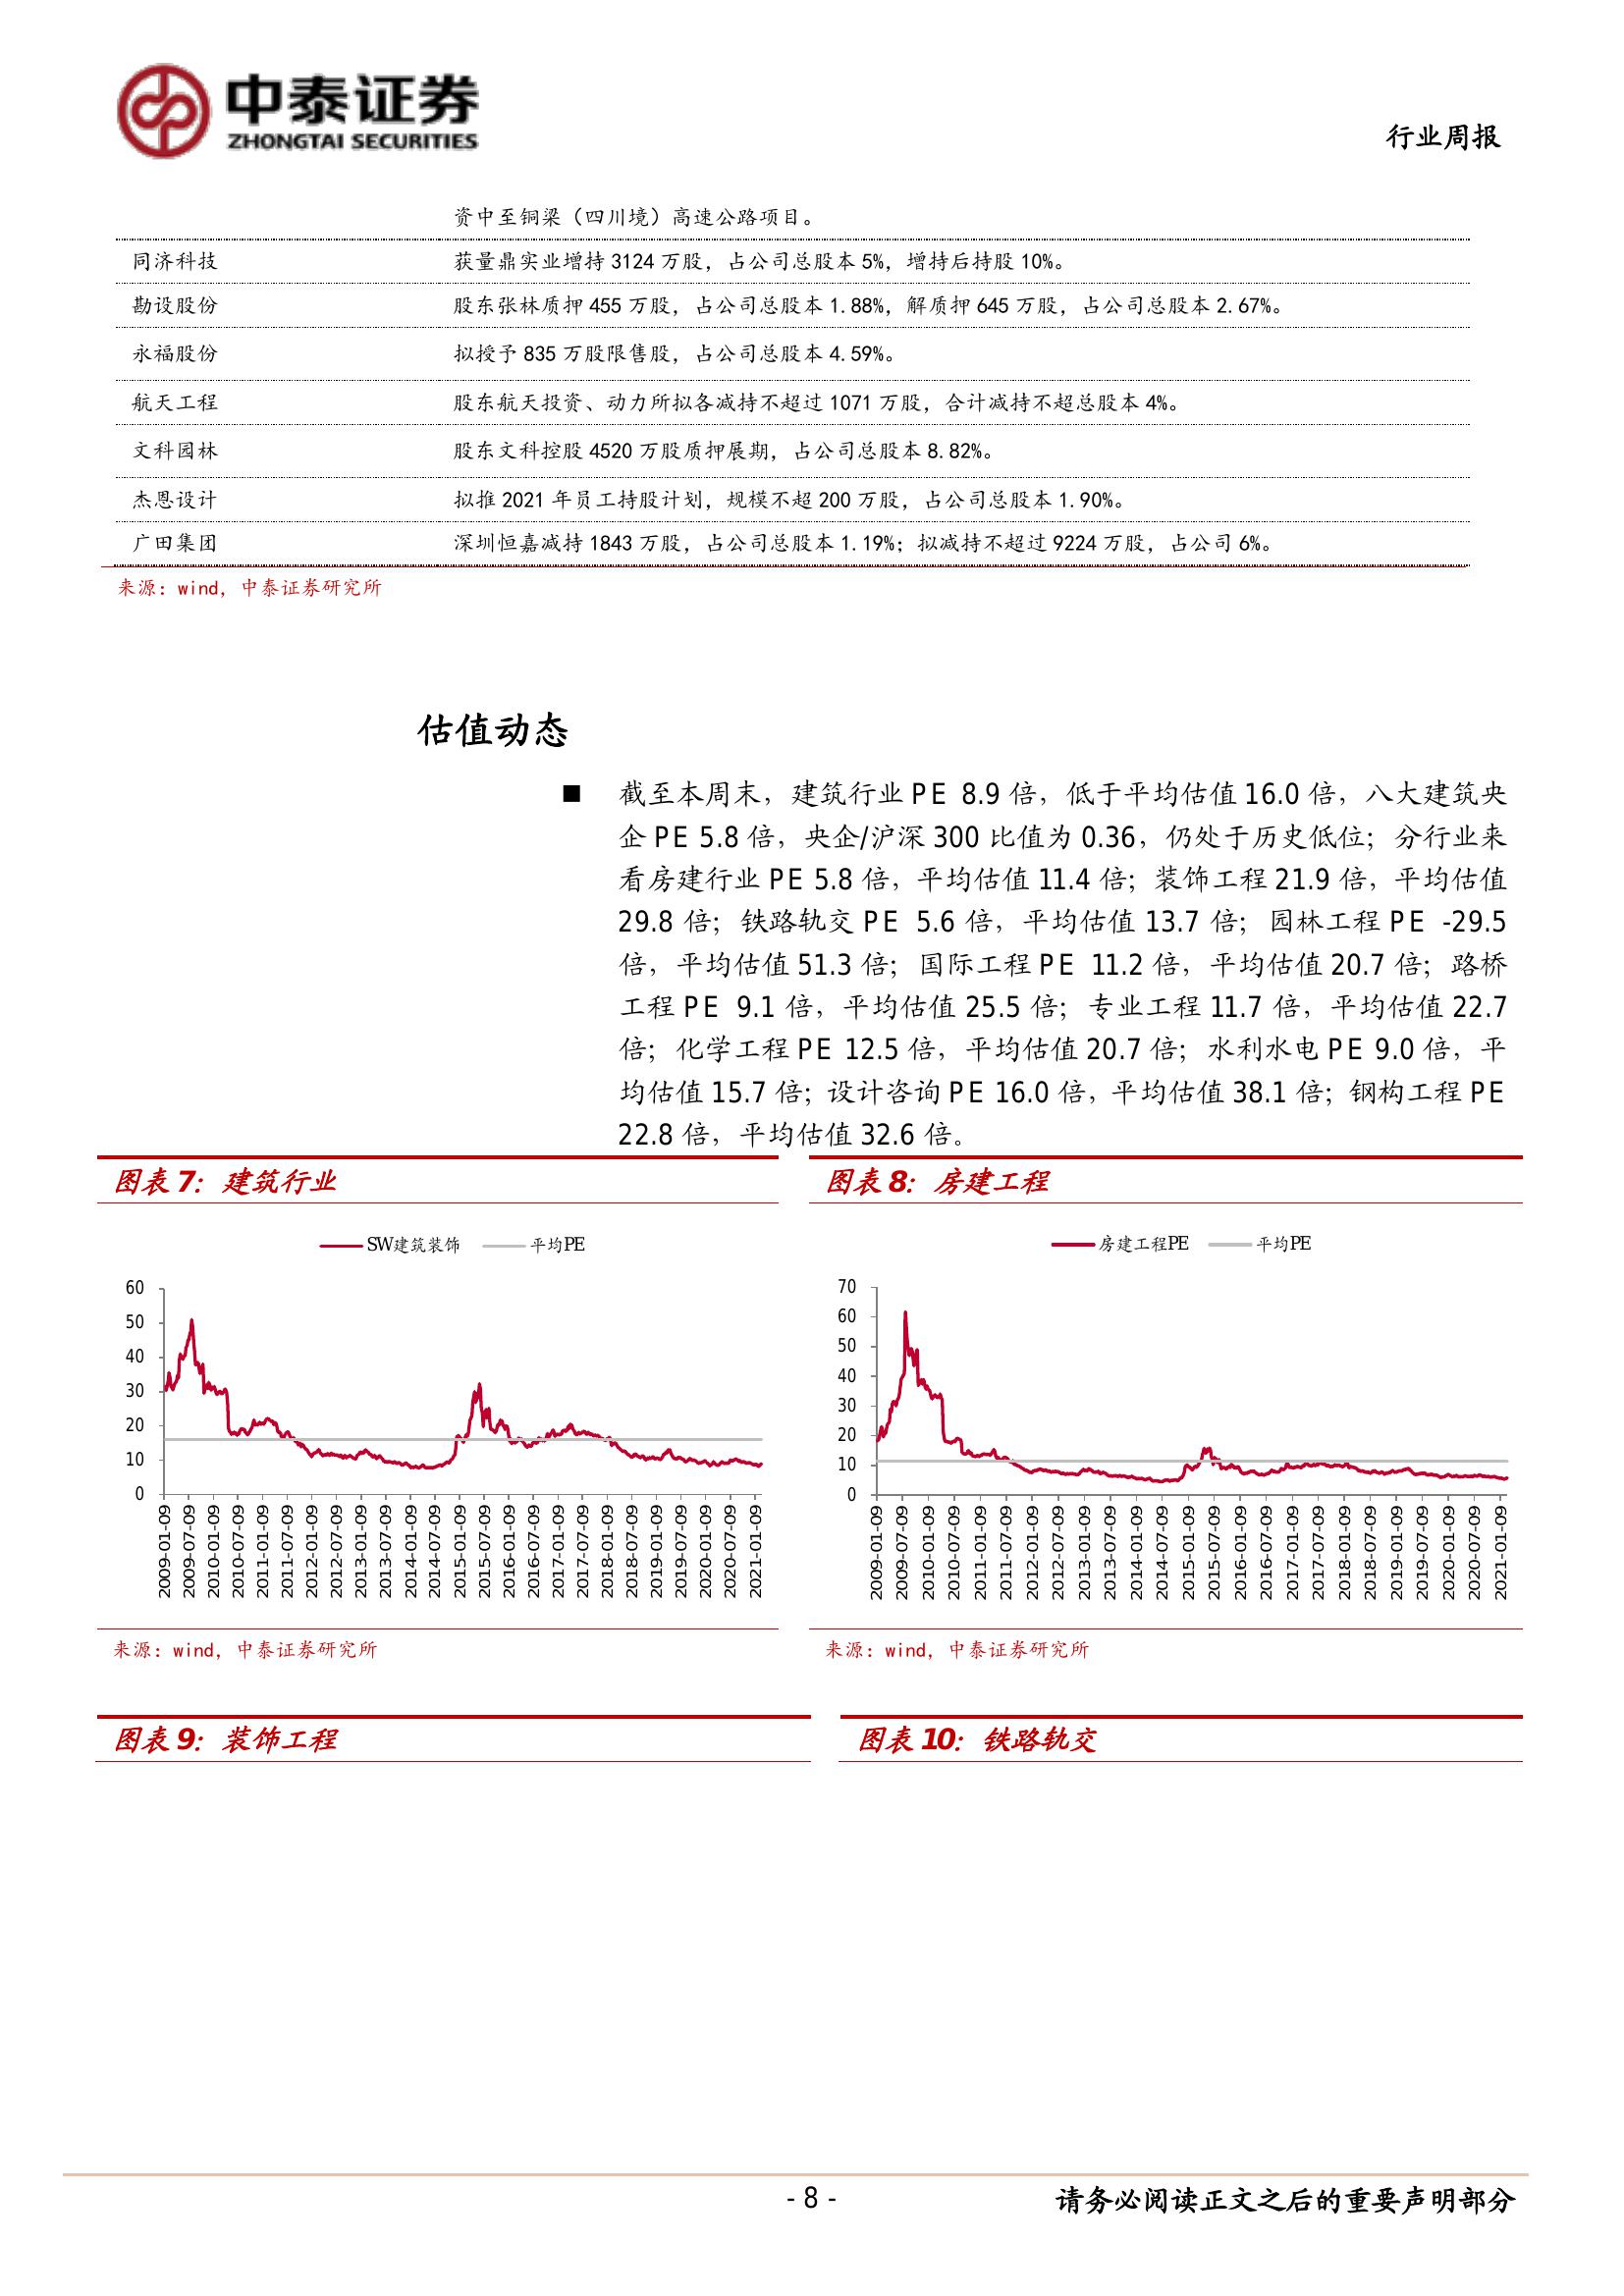 中泰证券
ZHONGTAI SECURITIES
行业周报
资中至铜梁（四川境）高速公路项目。
同济科技 获量鼎实业增持 3124 万股，占公司总股本 5%，增持后持股 10%。
勘设股份 股东张林质押 455 万股，占公司总股本 1.88%，解质押 645 万股，占公司总股本 2.67%。
永福股份 拟授予 835 万股限售股，占公司总股本 4.59%。
航天工程 股东航天投资、动力所拟各减持不超过 1071 万股，合计减持不超总股本 4%。
文科园林 股东文科控股 4520 万股质押展期，占公司总股本 8.82%。
杰恩设计 拟推 2021 年员工持股计划，规模不超 200 万股，占公司总股本 1.90%。
广田集团 深圳恒嘉减持 1843 万股，占公司总股本 1.19%；拟减持不超过 9224 万股，占公司 6%。
来源：wind，中泰证券研究所
估值动态
■ 截至本周末，建筑行业 PE 8.9 倍，低于平均估值 16.0 倍，八大建筑央
企 PE 5.8 倍，央企/沪深 300 比值为 0.36，仍处于历史低位；分行业来
看房建行业 PE 5.8 倍，平均估值 11.4 倍；装饰工程 21.9 倍，平均估值
29.8 倍；铁路轨交 PE 5.6 倍，平均估值 13.7 倍；园林工程 PE -29.5
倍，平均估值 51.3 倍；国际工程 PE 11.2 倍，平均估值 20.7 倍；路桥
工程 PE 9.1 倍，平均估值 25.5 倍；专业工程 11.7 倍，平均估值 22.7
倍；化学工程 PE 12.5 倍，平均估值 20.7 倍；水利水电 PE 9.0 倍，平
均估值 15.7 倍；设计咨询 PE 16.0 倍，平均估值 38.1 倍；钢构工程 PE
22.8 倍，平均估值 32.6 倍。
图表 7：建筑行业
SW建筑装饰 平均PE
60
50
40
30
20
10
0
2009-01-09
2009-07-09
2010-01-09
2010-07-09
2011-01-09
2011-07-09
2012-01-09
2012-07-09
2013-01-09
2013-07-09
2014-01-09
2014-07-09
2015-01-09
2015-07-09
2016-01-09
2016-07-09
2017-01-09
2017-07-09
2018-01-09
2018-07-09
2019-01-09
2019-07-09
2020-01-09
2020-07-09
2021-01-09
来源：wind，中泰证券研究所
图表 8：房建工程
房建工程PE 平均PE
70
60
50
40
30
20
10
0
2009-01-09
2009-07-09
2010-01-09
2010-07-09
2011-01-09
2011-07-09
2012-01-09
2012-07-09
2013-01-09
2013-07-09
2014-01-09
2014-07-09
2015-01-09
2015-07-09
2016-01-09
2016-07-09
2017-01-09
2017-07-09
2018-01-09
2018-07-09
2019-01-09
2019-07-09
2020-01-09
2020-07-09
2021-01-09
来源：wind，中泰证券研究所
图表 9：装饰工程
图表 10：铁路轨交
- 8 -
请务必阅读正文之后的重要声明部分